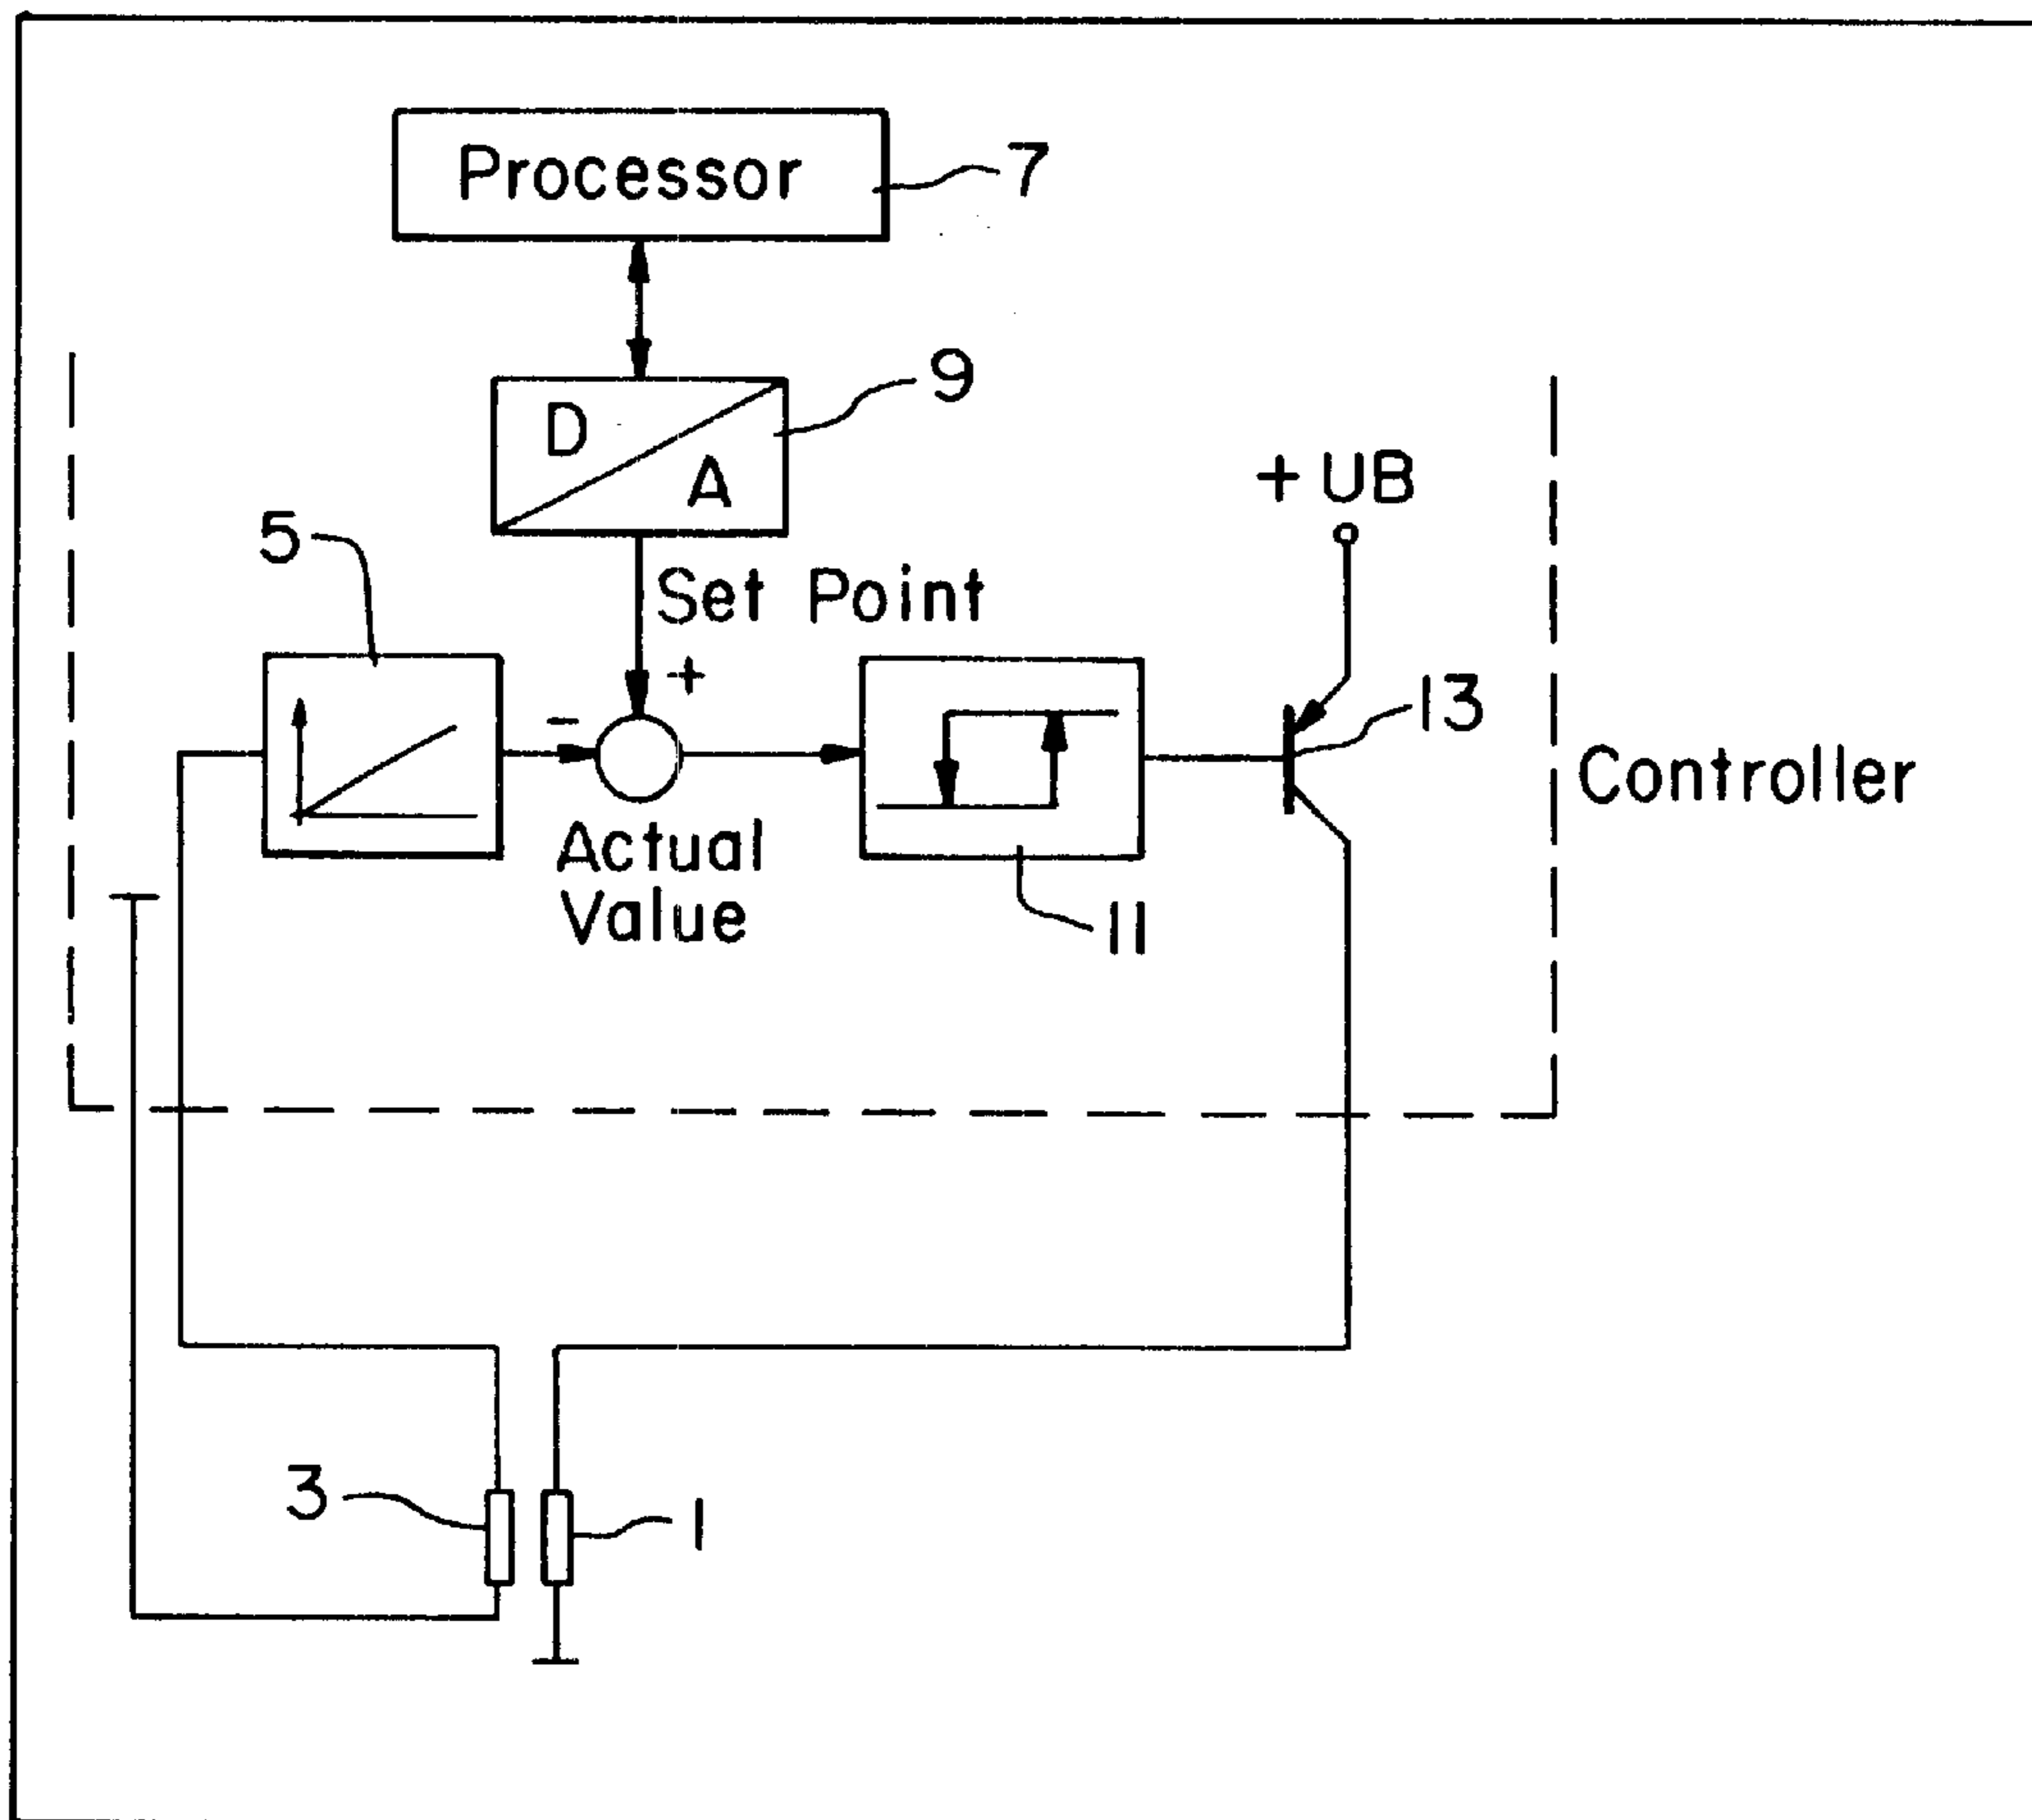 Processor
7
D
A
9
+ UB
5
Set Point
+
-
13
Controller
Actual
Value
11
3
1